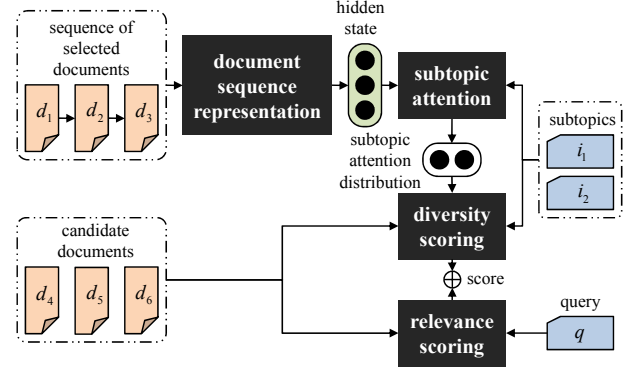 sequence of
selected
documents
d1 d2 d3
document
sequence
representation
hidden
state
subtopic
attention
subtopics
i1
i2
subtopic
attention
distribution
diversity
scoring
candidate
documents
d4 d5 d6
score
relevance
scoring
query
q